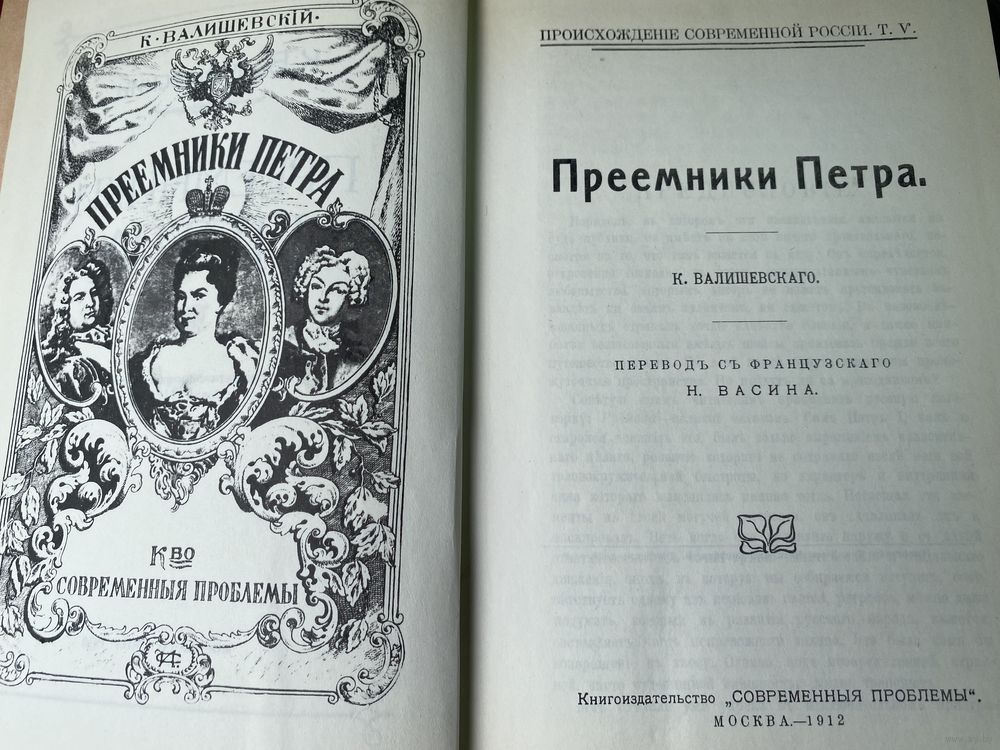 К. ВАЛИШЕВСКІЙ.
ПРЕЕМНИКИ ПЕТРА
Кво
СОВРЕМЕННЫЯ ПРОБЛЕМЫ
ПРОИСХОЖДЕНІЕ СОВРЕМЕННОЙ РОССІИ. Т. V.
Преемники Петра.
К. ВАЛИШЕВСКАГО.
ПЕРЕВОДЪ СЪ ФРАНЦУЗСКАГО
Н. ВАСИНА.
Книгоиздательство „СОВРЕМЕННЫЯ ПРОБЛЕМЫ“.
МОСКВА.—1912